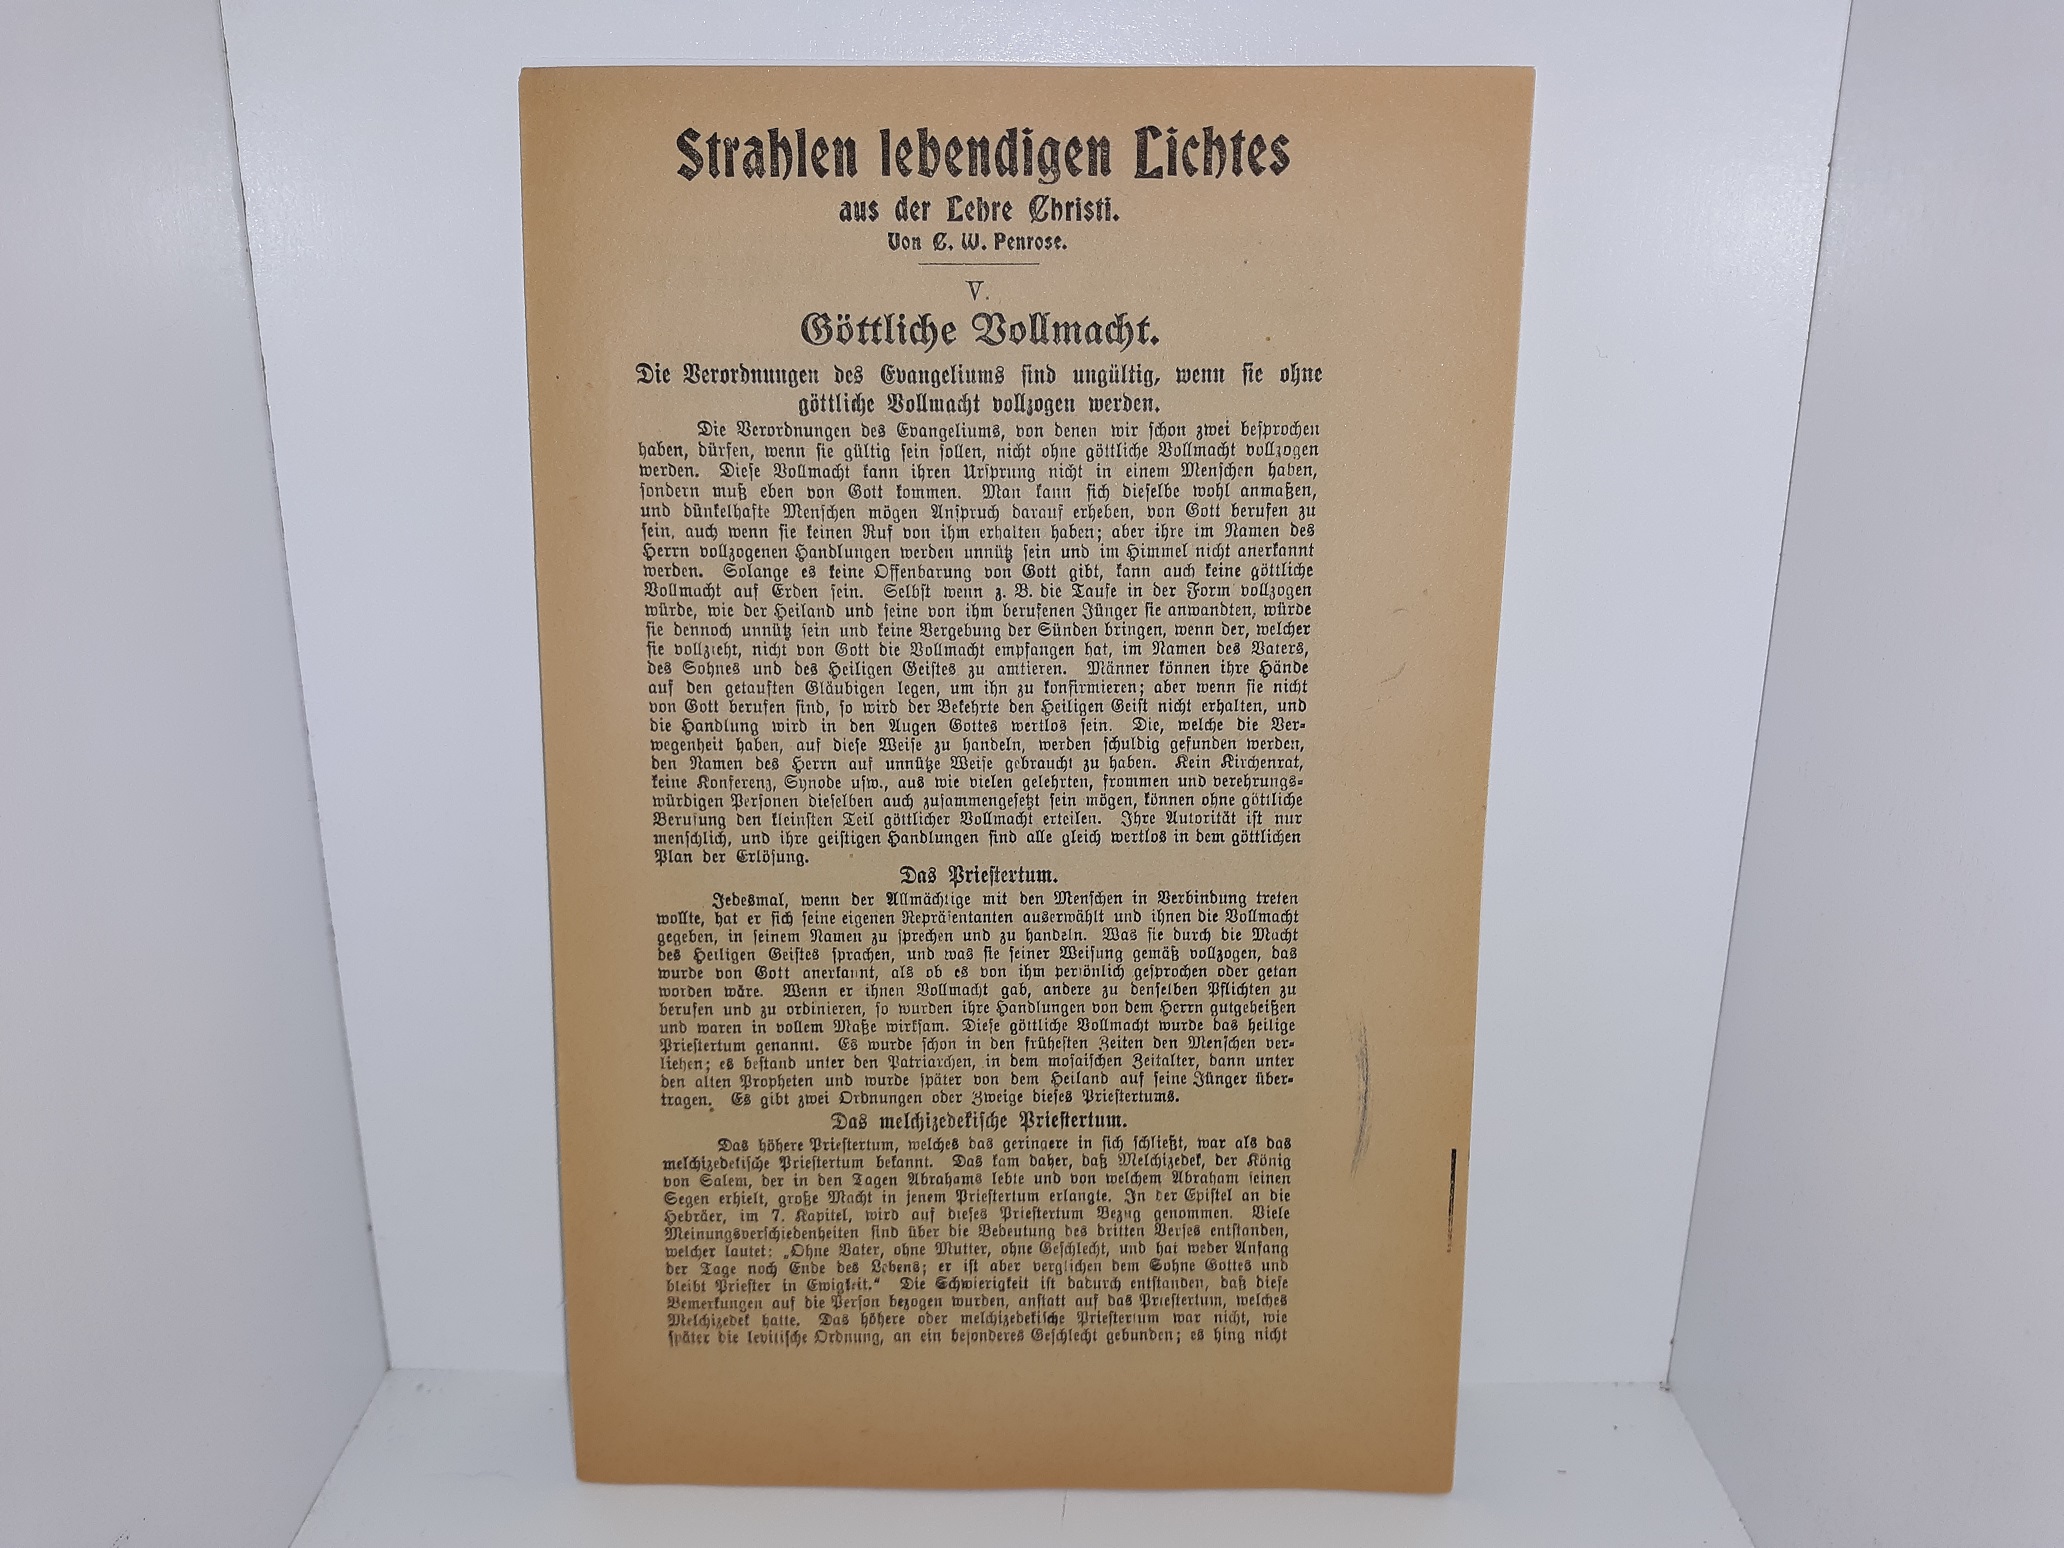 Strahlen lebendigen Lichtes
aus der Lehre Christi.
Von C. W. Penrose.
V.
Göttliche Vollmacht.
Die Verordnungen des Evangeliums sind ungültig, wenn sie ohne
göttliche Vollmacht vollzogen werden.
Die Verordnungen des Evangeliums, von denen wir schon zwei besprochen
haben, dürfen, wenn sie gültig sein sollen, nicht ohne göttliche Vollmacht vollzogen
werden. Diese Vollmacht kann ihren Ursprung nicht in einem Menschen haben,
sondern muß eben von Gott kommen. Man kann sich dieselbe wohl anmaßen,
und dünkelhafte Menschen mögen Anspruch darauf erheben, von Gott berufen zu
sein, auch wenn sie keinen Ruf von ihm erhalten haben; aber ihre im Namen des
Herrn vollzogenen Handlungen werden unnütz sein und im Himmel nicht anerkannt
werden. Solange es keine Offenbarung von Gott gibt, kann auch keine göttliche
Vollmacht auf Erden sein. Selbst wenn z. B. die Taufe in der Form vollzogen
würde, wie der Heiland und seine von ihm berufenen Jünger sie anwandten, würde
sie dennoch unnütz sein und keine Vergebung der Sünden bringen, wenn der, welcher
sie vollzieht, nicht von Gott die Vollmacht empfangen hat, im Namen des Vaters,
des Sohnes und des Heiligen Geistes zu amtieren. Männer können ihre Hände
auf den getauften Gläubigen legen, um ihn zu konfirmieren; aber wenn sie nicht
von Gott berufen sind, so wird der Bekehrte den Heiligen Geist nicht erhalten, und
die Handlung wird in den Augen Gottes wertlos sein. Die, welche die Ver-
wegenheit haben, auf diese Weise zu handeln, werden schuldig gefunden werden,
den Namen des Herrn auf unnütze Weise gebraucht zu haben. Kein Kirchenrat,
keine Konferenz, Synode usw., aus wie vielen gelehrten, frommen und verehrungs-
würdigen Personen dieselben auch zusammengesetzt sein mögen, können ohne göttliche
Berufung den kleinsten Teil göttlicher Vollmacht erteilen. Ihre Autorität ist nur
menschlich, und ihre geistigen Handlungen sind alle gleich wertlos in dem göttlichen
Plan der Erlösung.
Das Priestertum.
Jedesmal, wenn der Allmächtige mit den Menschen in Verbindung treten
wollte, hat er sich seine eigenen Repräsentanten auserwählt und ihnen die Vollmacht
gegeben, in seinem Namen zu sprechen und zu handeln. Was sie durch die Macht
des Heiligen Geistes sprachen, und was sie seiner Weisung gemäß vollzogen, das
wurde von Gott anerkannt, als ob es von ihm persönlich gesprochen oder getan
worden wäre. Wenn er ihnen Vollmacht gab, andere zu denselben Pflichten zu
berufen und zu ordinieren, so wurden ihre Handlungen von dem Herrn gutgeheißen
und waren in vollem Maße wirksam. Diese göttliche Vollmacht wurde das heilige
Priestertum genannt. Es wurde schon in den frühesten Zeiten den Menschen ver-
liehen; es bestand unter den Patriarchen, in dem mosaischen Zeitalter, dann unter
den alten Propheten und wurde später von dem Heiland auf seine Jünger über-
tragen. Es gibt zwei Ordnungen oder Zweige dieses Priestertums.
Das melchizedekische Priestertum.
Das höhere Priestertum, welches das geringere in sich schließt, war als das
melchizedekische Priestertum bekannt. Das kam daher, daß Melchizedek, der König
von Salem, der in den Tagen Abrahams lebte und von welchem Abraham seinen
Segen erhielt, große Macht in jenem Priestertum erlangte. In der Epistel an die
Hebräer, im 7. Kapitel, wird auf dieses Priestertum Bezug genommen. Viele
Meinungsverschiedenheiten sind über die Bedeutung des dritten Verses entstanden,
welcher lautet: „Ohne Vater, ohne Mutter, ohne Geschlecht, und hat weder Anfang
der Tage noch Ende des Lebens; er ist aber verglichen dem Sohne Gottes und
bleibt Priester in Ewigkeit.“ Die Schwierigkeit ist dadurch entstanden, daß diese
Bemerkungen auf die Person bezogen wurden, anstatt auf das Priestertum, welches
Melchizedek hatte. Das höhere oder melchizedekische Priestertum war nicht, wie
später die levitische Ordnung, an ein besonderes Geschlecht gebunden; es hing nicht